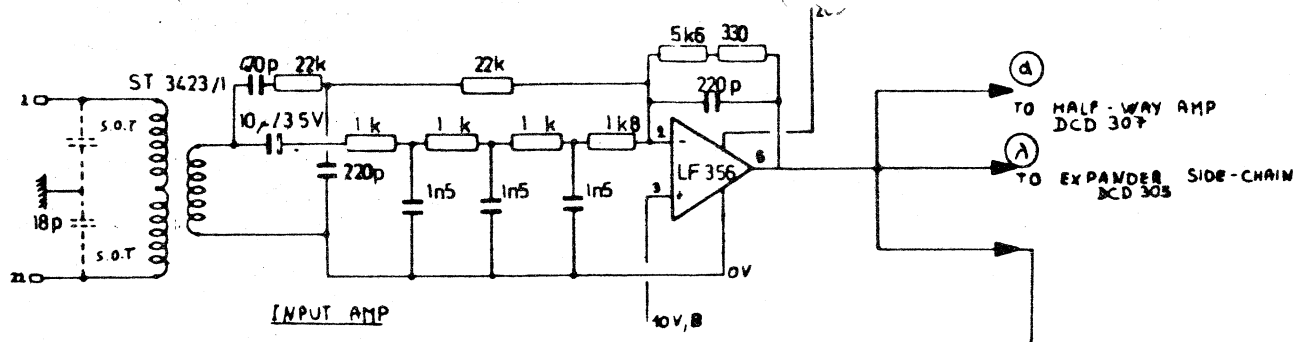 5k6 330
ST 3423/1
22k
22k
220p
1
S.O.T
10µ/35V
1k
1k
1k
1k8
2
-
6
LF 356
3
+
220p
1n5
1n5
1n5
18p
S.O.T
21
0V
10V,B
INPUT AMP
α
TO HALF-WAY AMP
DCD 307
λ
TO EXPANDER SIDE-CHAIN
DCD 305